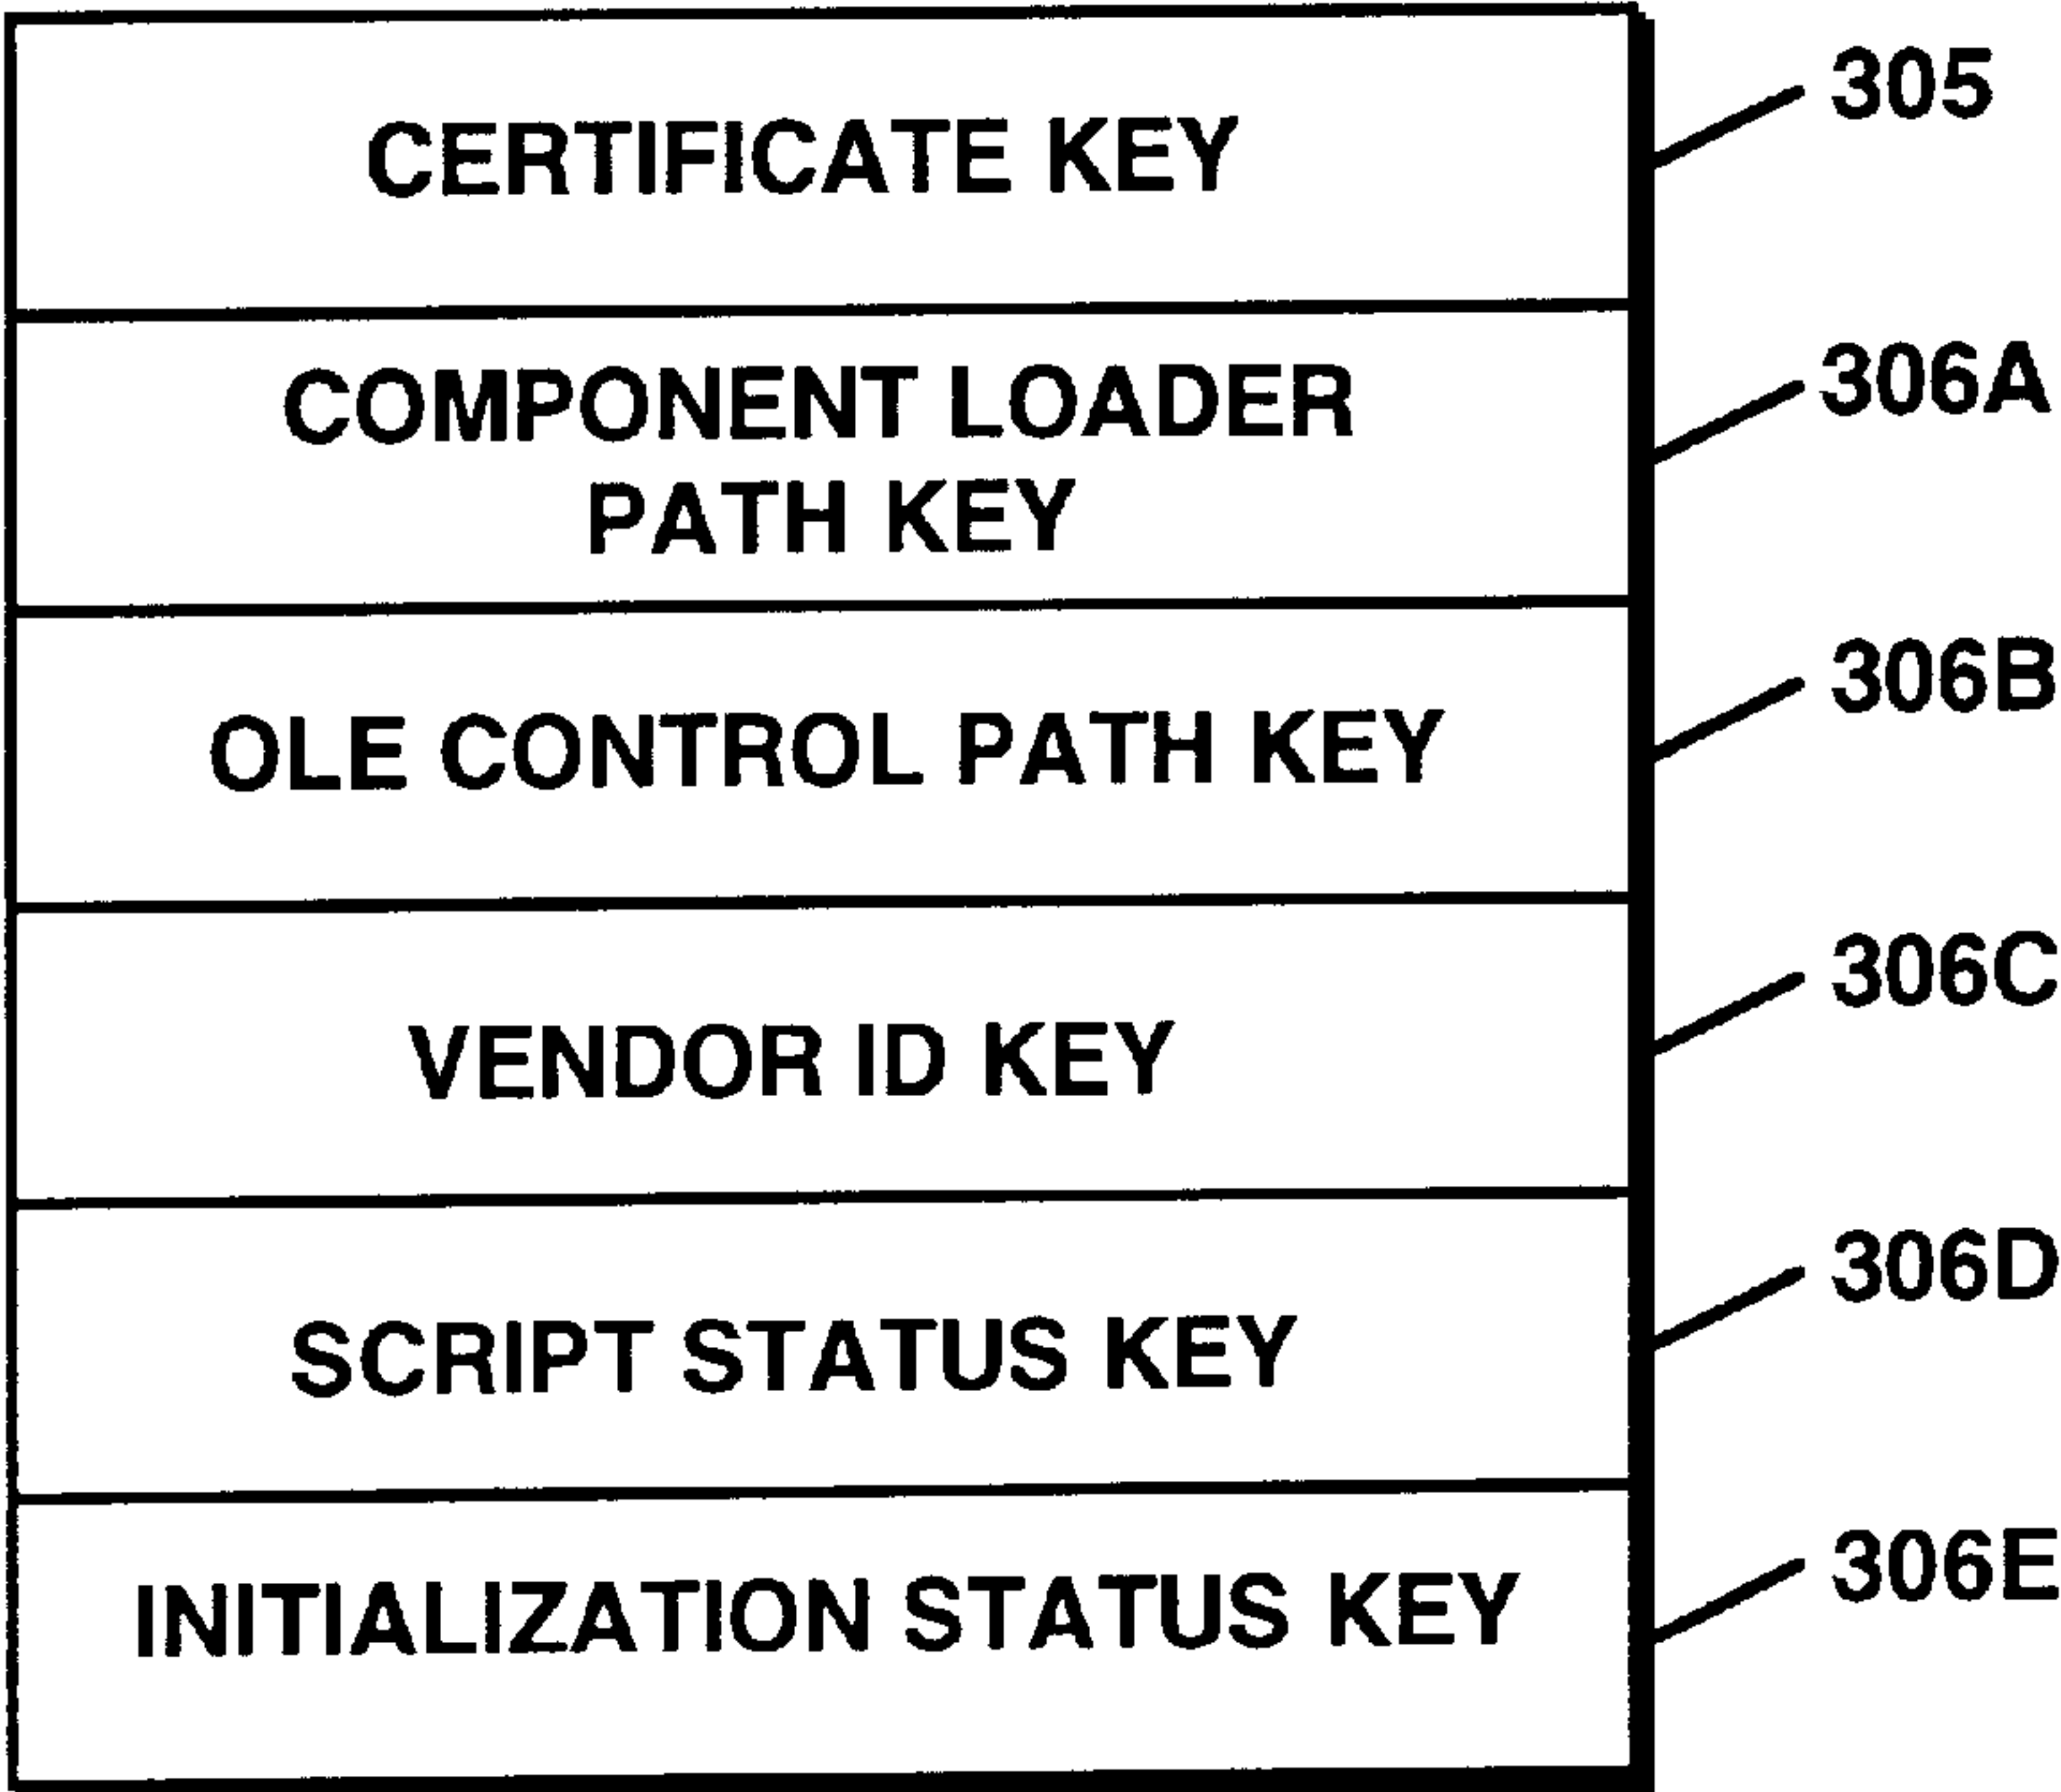 CERTIFICATE KEY
305
COMPONENT LOADER
PATH KEY
306A
OLE CONTROL PATH KEY
306B
VENDOR ID KEY
306C
SCRIPT STATUS KEY
306D
INITIALIZATION STATUS KEY
306E